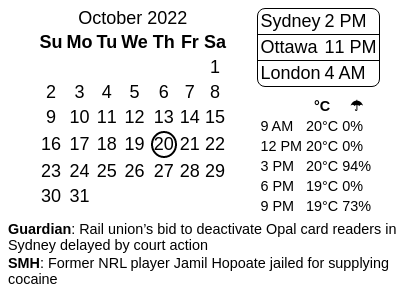 October 2022
Su Mo Tu We Th Fr Sa
1
2 3 4 5 6 7 8
9 10 11 12 13 14 15
16 17 18 19 20 21 22
23 24 25 26 27 28 29
30 31
Sydney 2 PM
Ottawa 11 PM
London 4 AM
°C ☂
9 AM 20°C 0%
12 PM 20°C 0%
3 PM 20°C 94%
6 PM 19°C 0%
9 PM 19°C 73%
Guardian: Rail union’s bid to deactivate Opal card readers in
Sydney delayed by court action
SMH: Former NRL player Jamil Hopoate jailed for supplying
cocaine